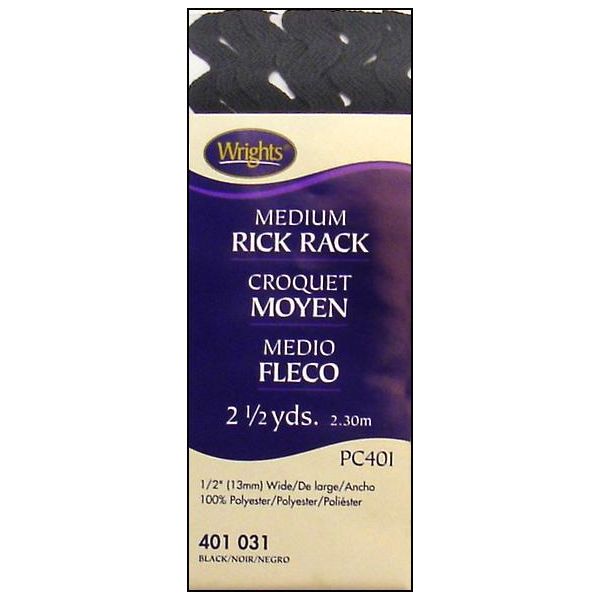 Wrights®
MEDIUM
RICK RACK
CROQUET
MOYEN
MEDIO
FLECO
2 ½ yds. 2.30m
PC401
1/2" (13mm) Wide/De large/Ancho
100% Polyester/Polyester/Poliéster
401 031
BLACK/NOIR/NEGRO